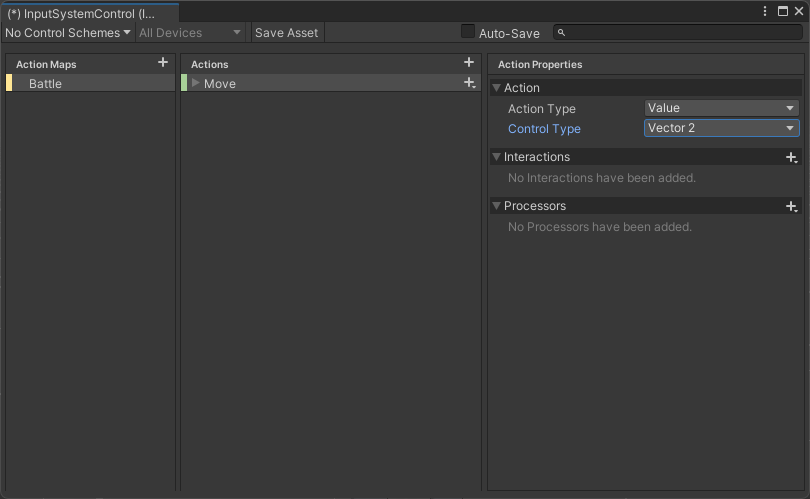 (*) InputSystemControl (I...
No Control Schemes All Devices Save Asset Auto-Save
Action Maps
Battle
Actions
Move
Action Properties
Action
Action Type Value
Control Type Vector 2
Interactions
No Interactions have been added.
Processors
No Processors have been added.